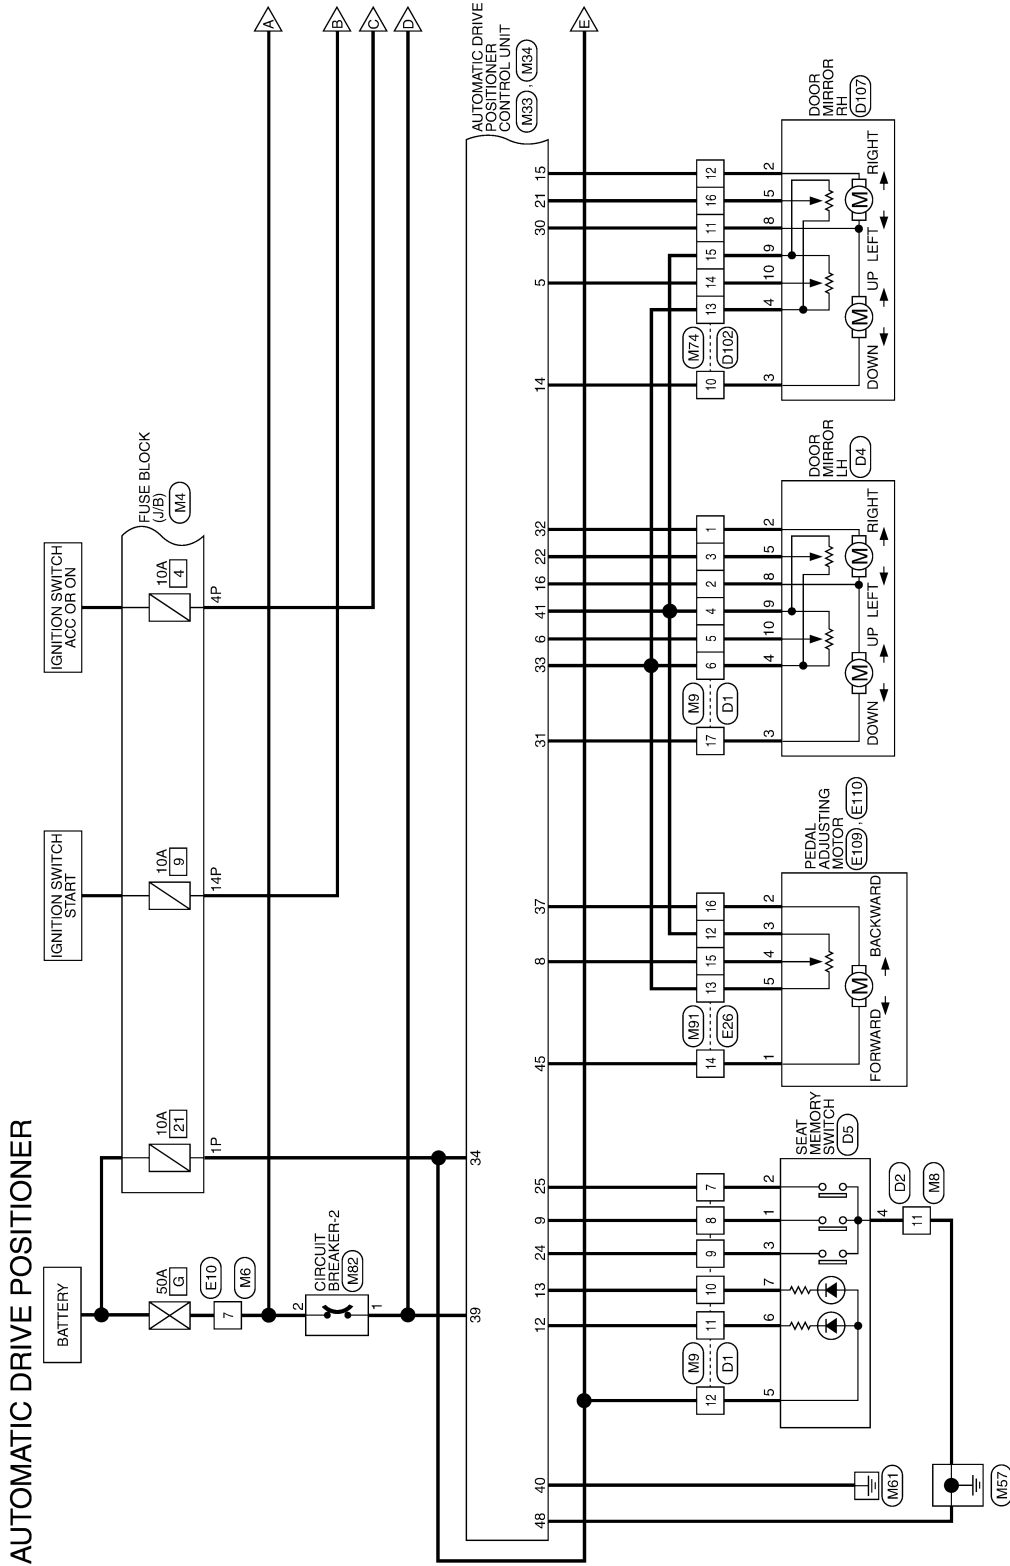 AUTOMATIC DRIVE POSITIONER
BATTERY
IGNITION SWITCH
START
IGNITION SWITCH
ACC OR ON
50A
G
E10
7
M6
10A
21
1P
10A
9
14P
10A
4
4P
FUSE BLOCK
(J/B)
M4
2
CIRCUIT
BREAKER-2
M82
1
A
B
C
D
39
34
AUTOMATIC DRIVE
POSITIONER
CONTROL UNIT
M33 , M34
48
40
12
13
24
9
25
45
8
37
31
33
6
41
16
22
32
14
5
30
21
15
E
12
M9
D1
11
10
9
8
7
14
M91
E26
13
15
12
16
17
M9
D1
6
5
4
2
3
1
10
M74
D102
13
14
15
11
16
12
5
6
7
3
1
2
SEAT
MEMORY
SWITCH
D5
4
D2
11
M8
M61
M57
1
5
4
3
2
PEDAL
ADJUSTING
MOTOR
E109 , E110
M
FORWARD
BACKWARD
3
4
10
9
8
5
2
DOOR
MIRROR
LH
D4
M
M
DOWN
UP
LEFT
RIGHT
3
4
10
9
8
5
2
DOOR
MIRROR
RH
D107
M
M
DOWN
UP
LEFT
RIGHT